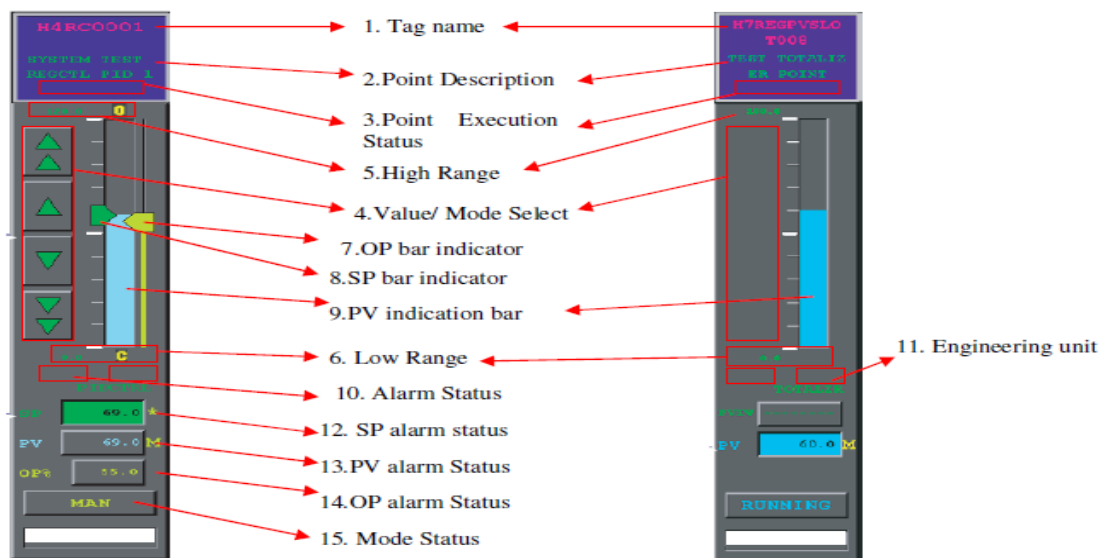 H4RC0001
SYSTEM TEST
REGCTL PID 1
O
C
69.0 *
PV 69.0 M
OP% 55.0
MAN
1. Tag name
2.Point Description
3.Point Execution
Status
5.High Range
4.Value/ Mode Select
7.OP bar indicator
8.SP bar indicator
9.PV indication bar
6. Low Range
10. Alarm Status
12. SP alarm status
13.PV alarm Status
14.OP alarm Status
15. Mode Status
H7REGPVSLO
T008
TEST TOTALIZ
ER POINT
PV 60.0 M
RUNNING
11. Engineering unit